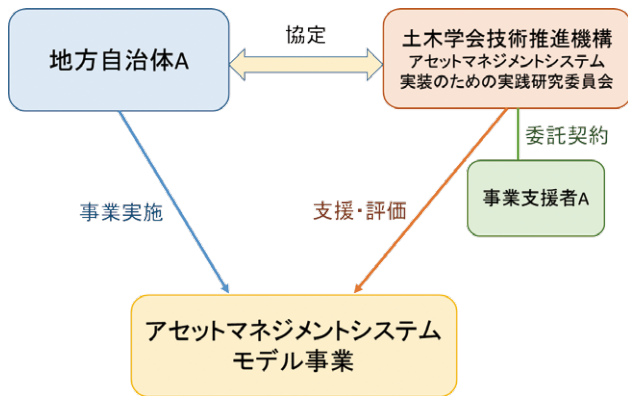 地方自治体A
協定
土木学会技術推進機構
アセットマネジメントシステム
実装のための実践研究委員会
委託契約
事業支援者A
事業実施
支援・評価
アセットマネジメントシステム
モデル事業